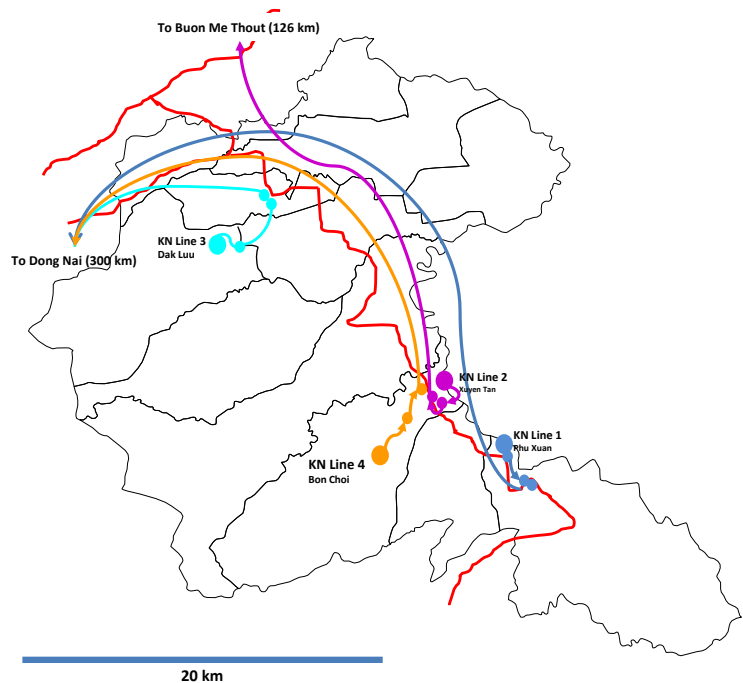 To Buon Me Thout (126 km)
KN Line 3
Dak Luu
To Dong Nai (300 km)
KN Line 2
Xuyen Tan
KN Line 1
Phu Xuan
KN Line 4
Bon Choi
20 km